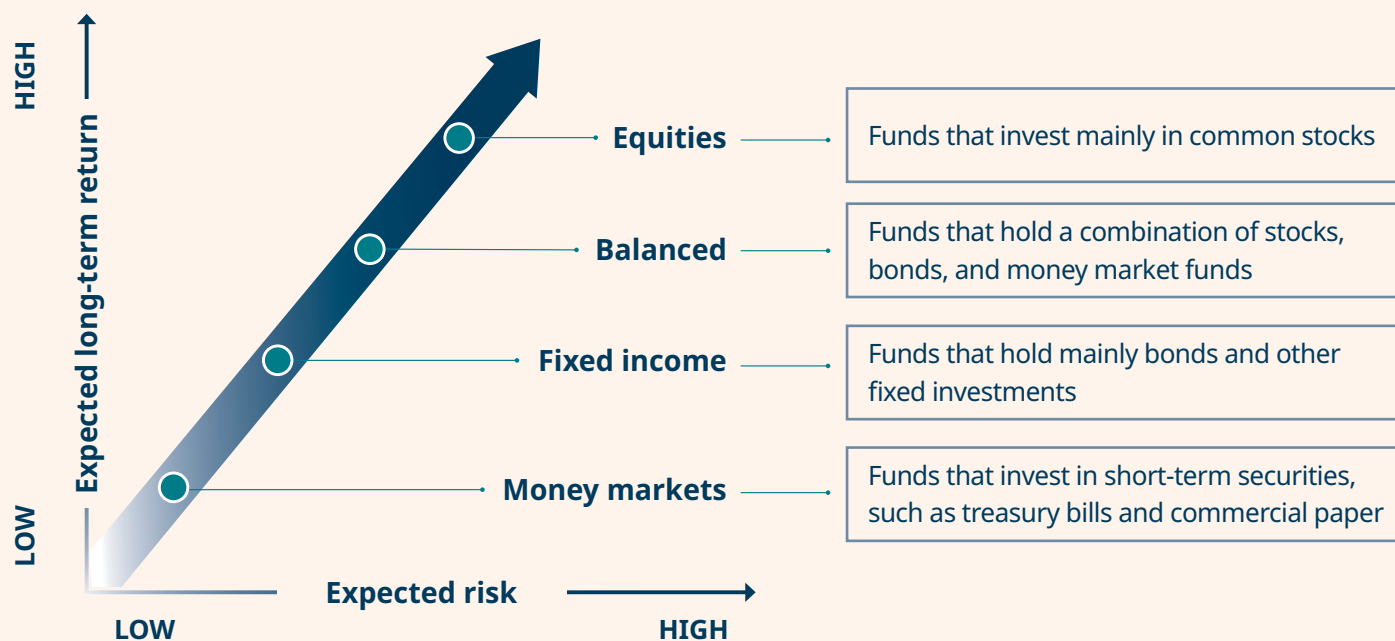 HIGH
Expected long-term return
LOW
Equities
Funds that invest mainly in common stocks
Balanced
Funds that hold a combination of stocks,
bonds, and money market funds
Fixed income
Funds that hold mainly bonds and other
fixed investments
Money markets
Funds that invest in short-term securities,
such as treasury bills and commercial paper
Expected risk
LOW
HIGH